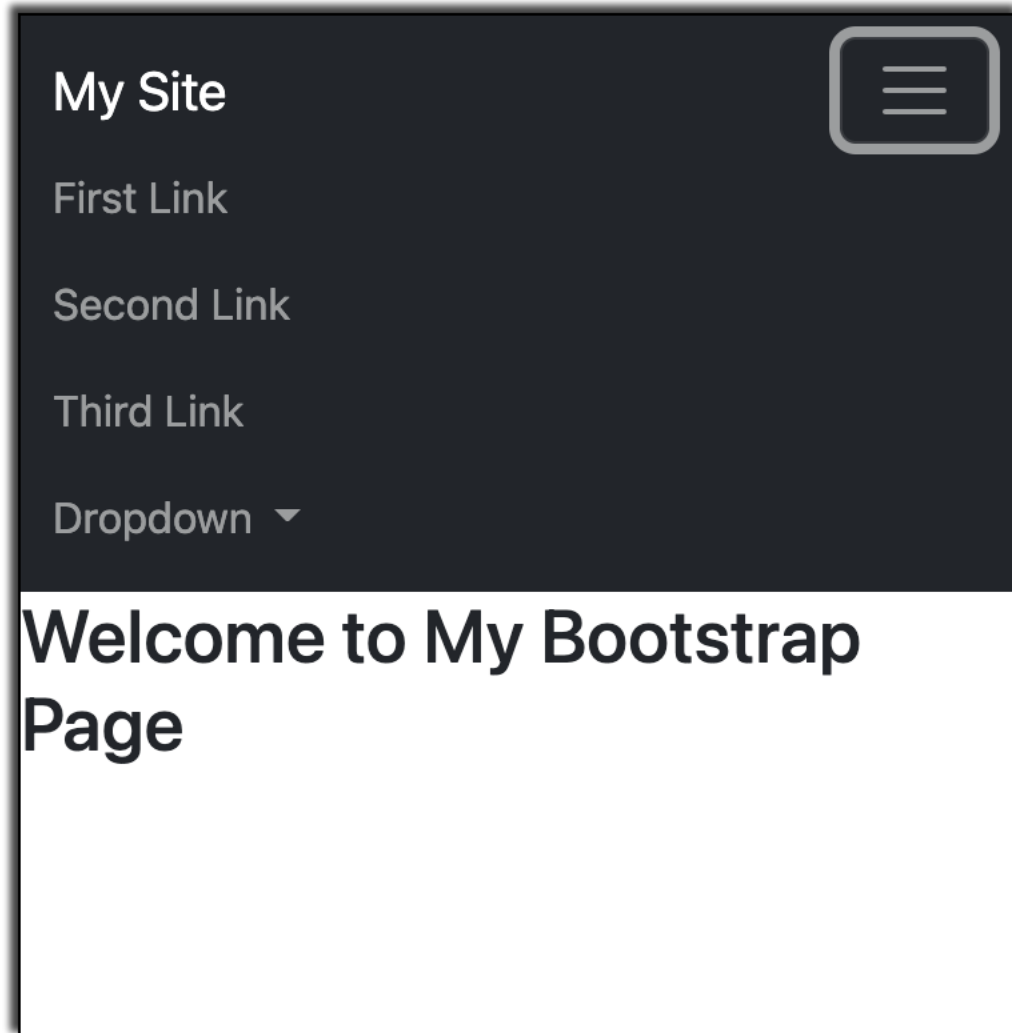 My Site
First Link
Second Link
Third Link
Dropdown
Welcome to My Bootstrap
Page